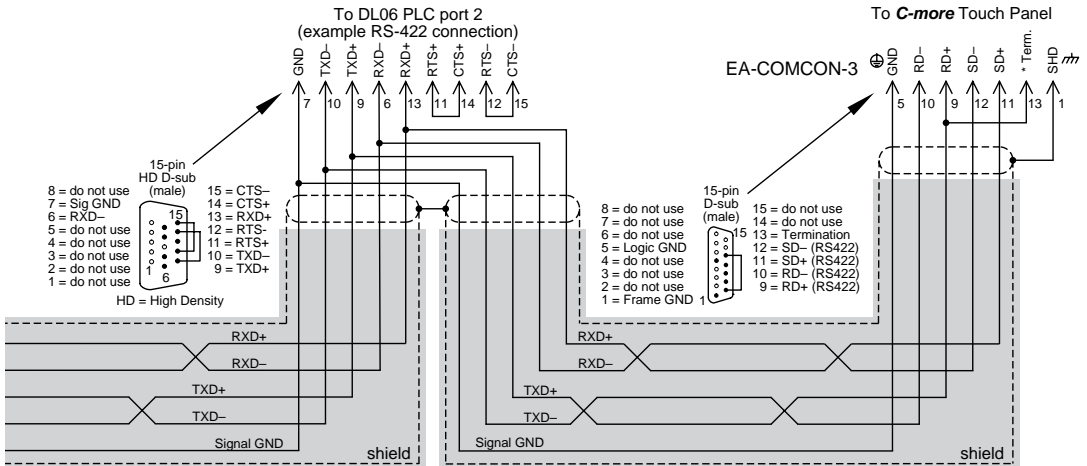 To DL06 PLC port 2
(example RS-422 connection)
GND
TXD–
TXD+
RXD–
RXD+
RTS+
CTS+
RTS–
CTS–
7
10
9
6
13
11
14
12
15
To C-more Touch Panel
EA-COMCON-3
GND
RD–
RD+
SD–
SD+
* Term.
SHD
5
10
9
12
11
13
1
15-pin
HD D-sub
(male)
8 = do not use
7 = Sig GND
6 = RXD–
5 = do not use
4 = do not use
3 = do not use
2 = do not use
1 = do not use
15
1
6
15 = CTS–
14 = CTS+
13 = RXD+
12 = RTS-
11 = RTS+
10 = TXD–
9 = TXD+
HD = High Density
15-pin
D-sub
(male)
8 = do not use
7 = do not use
6 = do not use
5 = Logic GND
4 = do not use
3 = do not use
2 = do not use
1 = Frame GND
15
1
15 = do not use
14 = do not use
13 = Termination
12 = SD– (RS422)
11 = SD+ (RS422)
10 = RD– (RS422)
9 = RD+ (RS422)
RXD+
RXD–
TXD+
TXD–
Signal GND
shield
RXD+
RXD–
TXD+
TXD–
Signal GND
shield